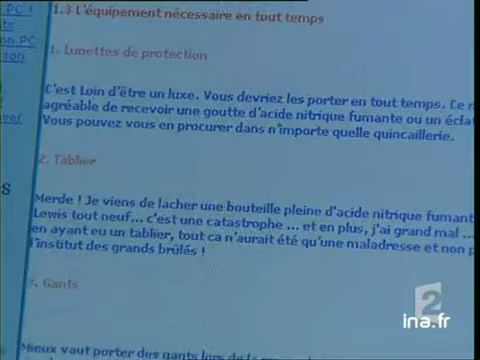 PC !
1.3 L'équipement nécessaire en tout temps
1. Lunettes de protection
C'est Loin d'être un luxe. Vous devriez les porter en tout temps. Ce n
agréable de recevoir une goutte d'acide nitrique fumante ou un écla
Vous pouvez vous en procurer dans n'importe quelle quincaillerie.
2. Tablier
Merde ! Je viens de lacher une bouteille pleine d'acide nitrique fumant
Lewis tout neuf... c'est une catastrophe ... et en plus, j'ai grand mal ...
en ayant eu un tablier, tout ca n'aurait été qu'une maladresse et non p
l'institut des grands brûlés !
3. Gants
Mieux vaut porter des gants lors de la
2
ina.fr